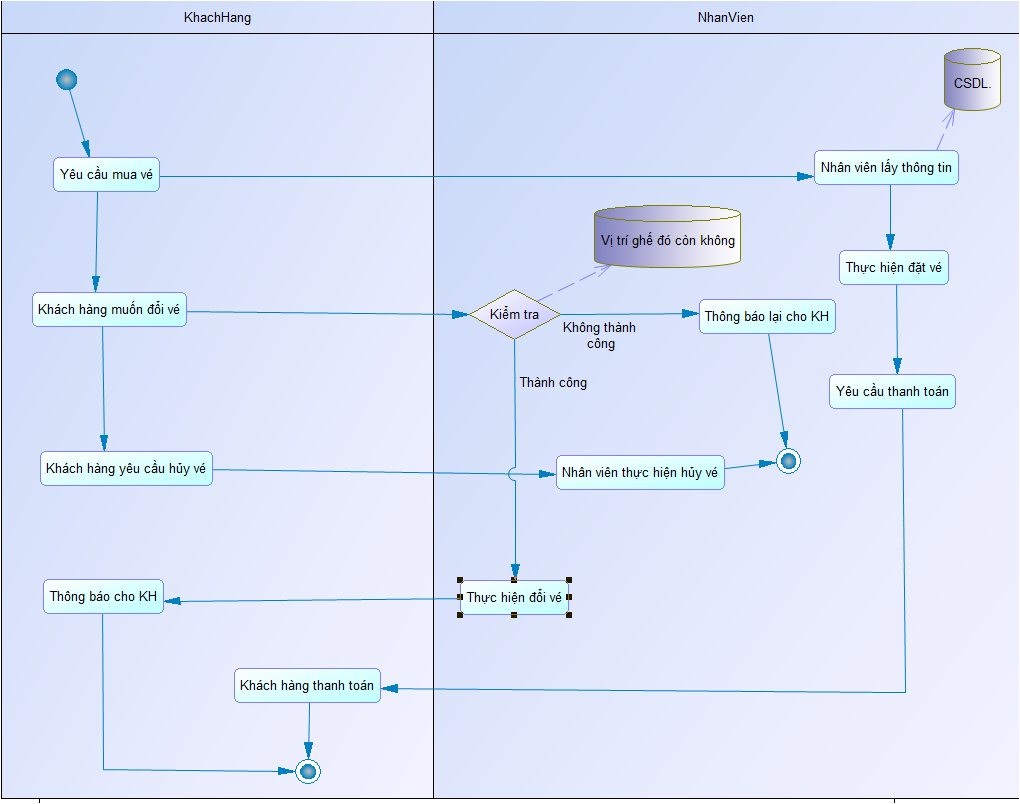 KhachHang
NhanVien
CSDL.
Yêu cầu mua vé
Nhân viên lấy thông tin
Vị trí ghế đó còn không
Thực hiện đặt vé
Khách hàng muốn đổi vé
Kiểm tra
Không thành
công
Thông báo lại cho KH
Thành công
Yêu cầu thanh toán
Khách hàng yêu cầu hủy vé
Nhân viên thực hiện hủy vé
Thông báo cho KH
Thực hiện đổi vé
Khách hàng thanh toán